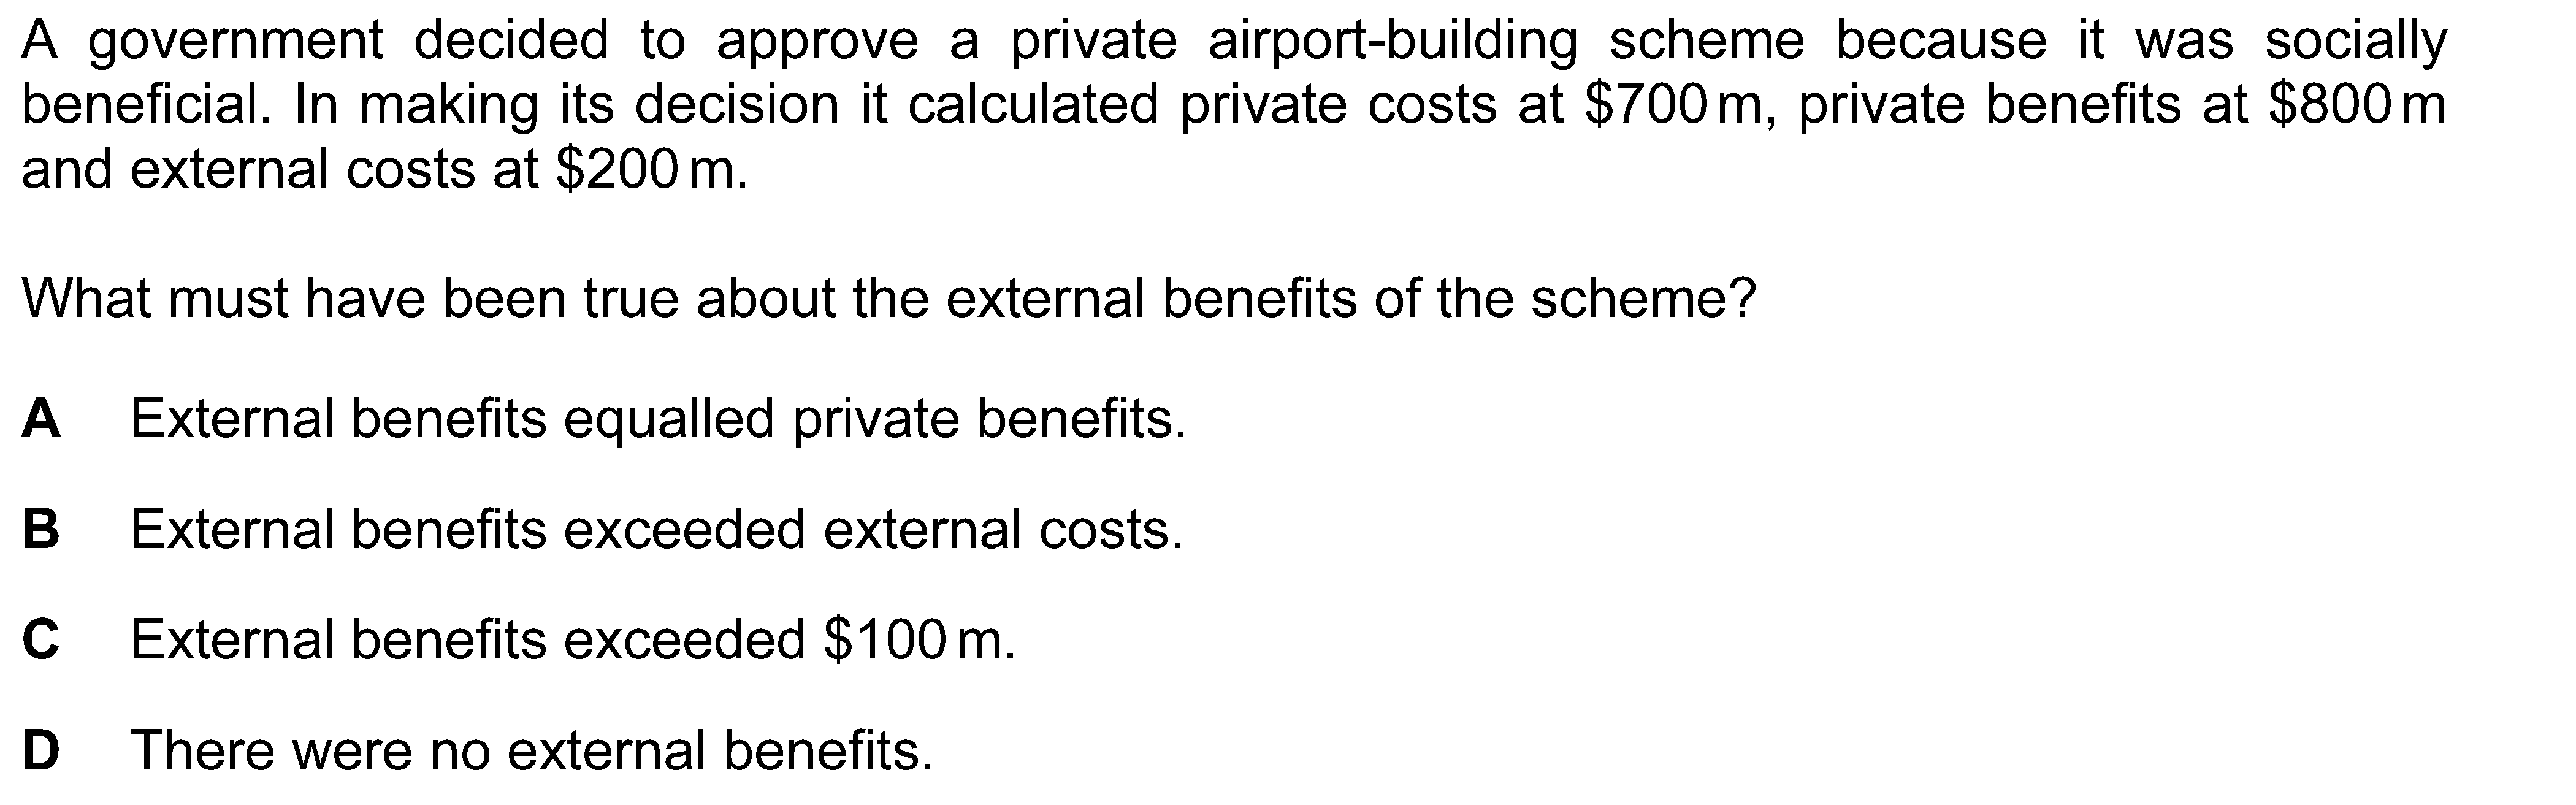 A government decided to approve a private airport-building scheme because it was socially
beneficial. In making its decision it calculated private costs at $700 m, private benefits at $800 m
and external costs at $200 m.
What must have been true about the external benefits of the scheme?
A External benefits equalled private benefits.
B External benefits exceeded external costs.
C External benefits exceeded $100 m.
D There were no external benefits.